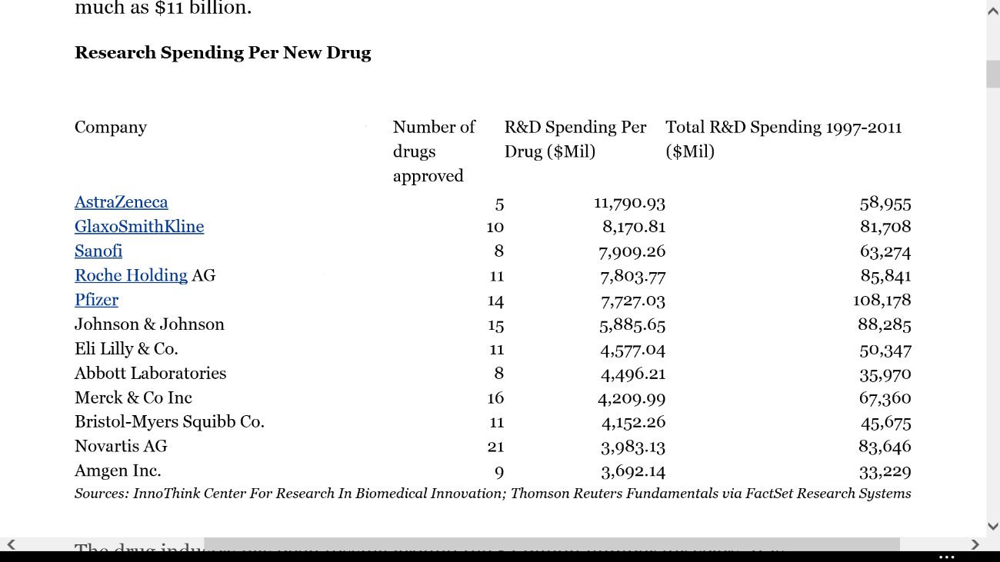 much as $11 billion.
Research Spending Per New Drug
Company Number of drugs approved R&D Spending Per Drug ($Mil) Total R&D Spending 1997-2011 ($Mil)
AstraZeneca 5 11,790.93 58,955
GlaxoSmithKline 10 8,170.81 81,708
Sanofi 8 7,909.26 63,274
Roche Holding AG 11 7,803.77 85,841
Pfizer 14 7,727.03 108,178
Johnson & Johnson 15 5,885.65 88,285
Eli Lilly & Co. 11 4,577.04 50,347
Abbott Laboratories 8 4,496.21 35,970
Merck & Co Inc 16 4,209.99 67,360
Bristol-Myers Squibb Co. 11 4,152.26 45,675
Novartis AG 21 3,983.13 83,646
Amgen Inc. 9 3,692.14 33,229
Sources: InnoThink Center For Research In Biomedical Innovation; Thomson Reuters Fundamentals via FactSet Research Systems
The drug